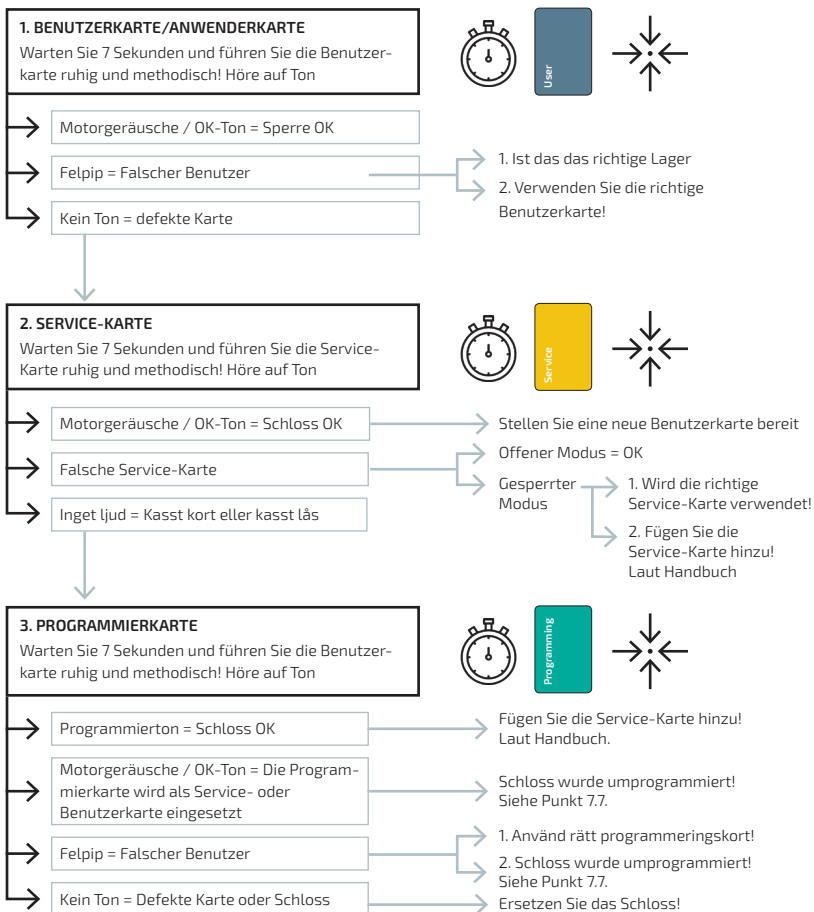 1. BENUTZERKARTE/ANWENDERKARTE
Warten Sie 7 Sekunden und führen Sie die Benutzer-
karte ruhig und methodisch! Höre auf Ton
User
Motorgeräusche / OK-Ton = Sperre OK
Felpip = Falscher Benutzer
1. Ist das das richtige Lager
2. Verwenden Sie die richtige
Benutzerkarte!
Kein Ton = defekte Karte
2. SERVICE-KARTE
Warten Sie 7 Sekunden und führen Sie die Service-
Karte ruhig und methodisch! Höre auf Ton
Service
Motorgeräusche / OK-Ton = Schloss OK
Stellen Sie eine neue Benutzerkarte bereit
Falsche Service-Karte
Offener Modus = OK
Gesperrter
Modus
1. Wird die richtige
Service-Karte verwendet!
2. Fügen Sie die
Service-Karte hinzu!
Laut Handbuch
Inget ljud = Kasst kort eller kasst lås
3. PROGRAMMIERKARTE
Warten Sie 7 Sekunden und führen Sie die Benutzer-
karte ruhig und methodisch! Höre auf Ton
Programming
Programmierton = Schloss OK
Fügen Sie die Service-Karte hinzu!
Laut Handbuch.
Motorgeräusche / OK-Ton = Die Program-
mierkarte wird als Service- oder
Benutzerkarte eingesetzt
Schloss wurde umprogrammiert!
Siehe Punkt 7.7.
Felpip = Falscher Benutzer
1. Använd rätt programmeringskort!
2. Schloss wurde umprogrammiert!
Siehe Punkt 7.7.
Kein Ton = Defekte Karte oder Schloss
Ersetzen Sie das Schloss!